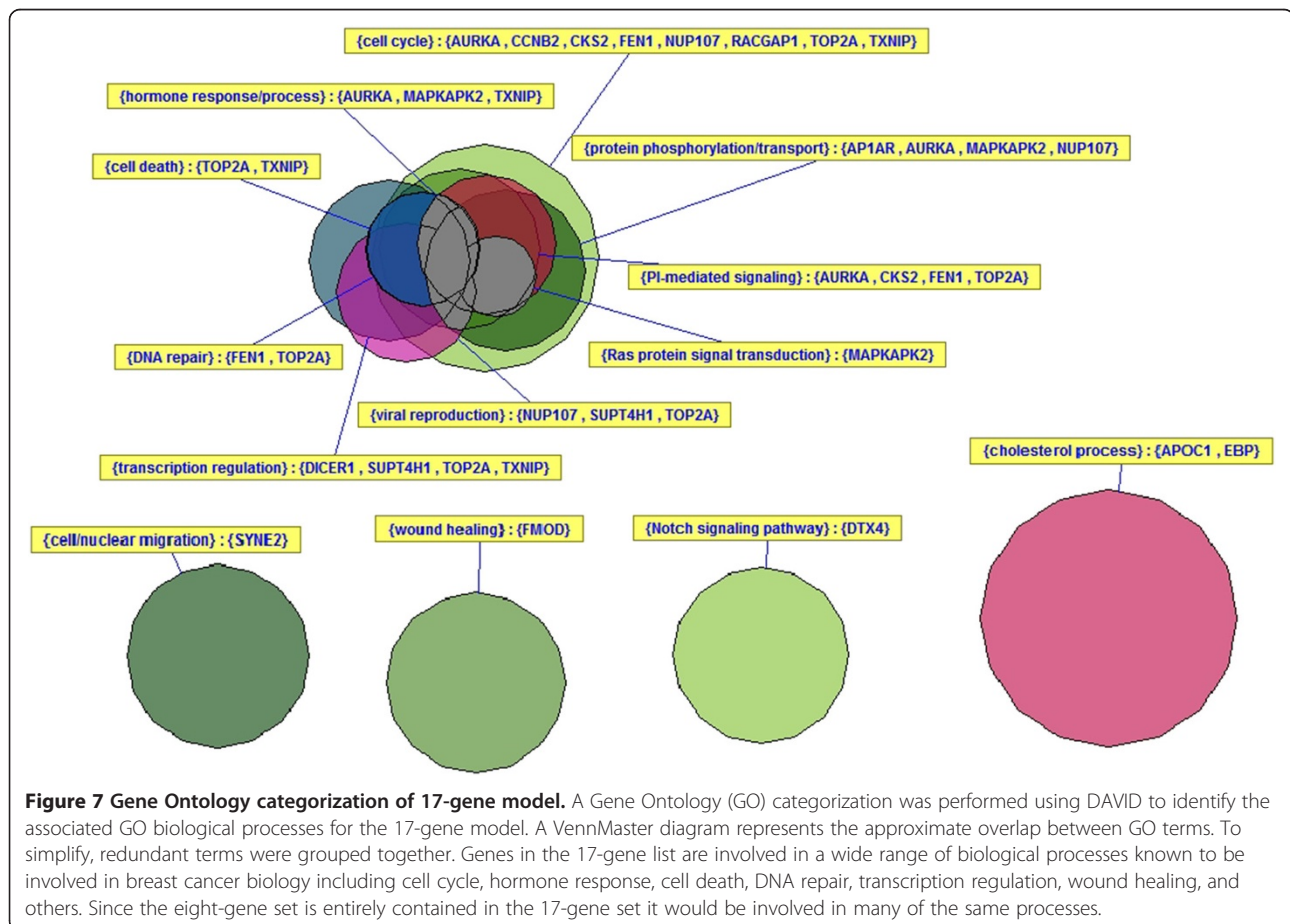 {cell cycle} : {AURKA , CCNB2 , CKS2 , FEN1 , NUP107 , RACGAP1 , TOP2A , TXNIP}
{hormone response/process} : {AURKA , MAPKAPK2 , TXNIP}
{protein phosphorylation/transport} : {AP1AR , AURKA , MAPKAPK2 , NUP107}
{cell death} : {TOP2A , TXNIP}
{PI-mediated signaling} : {AURKA , CKS2 , FEN1 , TOP2A}
{DNA repair} : {FEN1 , TOP2A}
{Ras protein signal transduction} : {MAPKAPK2}
{viral reproduction} : {NUP107 , SUPT4H1 , TOP2A}
{transcription regulation} : {DICER1 , SUPT4H1 , TOP2A , TXNIP}
{cholesterol process} : {APOC1 , EBP}
{cell/nuclear migration} : {SYNE2}
{wound healing} : {FMOD}
{Notch signaling pathway} : {DTX4}
Figure 7 Gene Ontology categorization of 17-gene model. A Gene Ontology (GO) categorization was performed using DAVID to identify the
associated GO biological processes for the 17-gene model. A VennMaster diagram represents the approximate overlap between GO terms. To
simplify, redundant terms were grouped together. Genes in the 17-gene list are involved in a wide range of biological processes known to be
involved in breast cancer biology including cell cycle, hormone response, cell death, DNA repair, transcription regulation, wound healing, and
others. Since the eight-gene set is entirely contained in the 17-gene set it would be involved in many of the same processes.